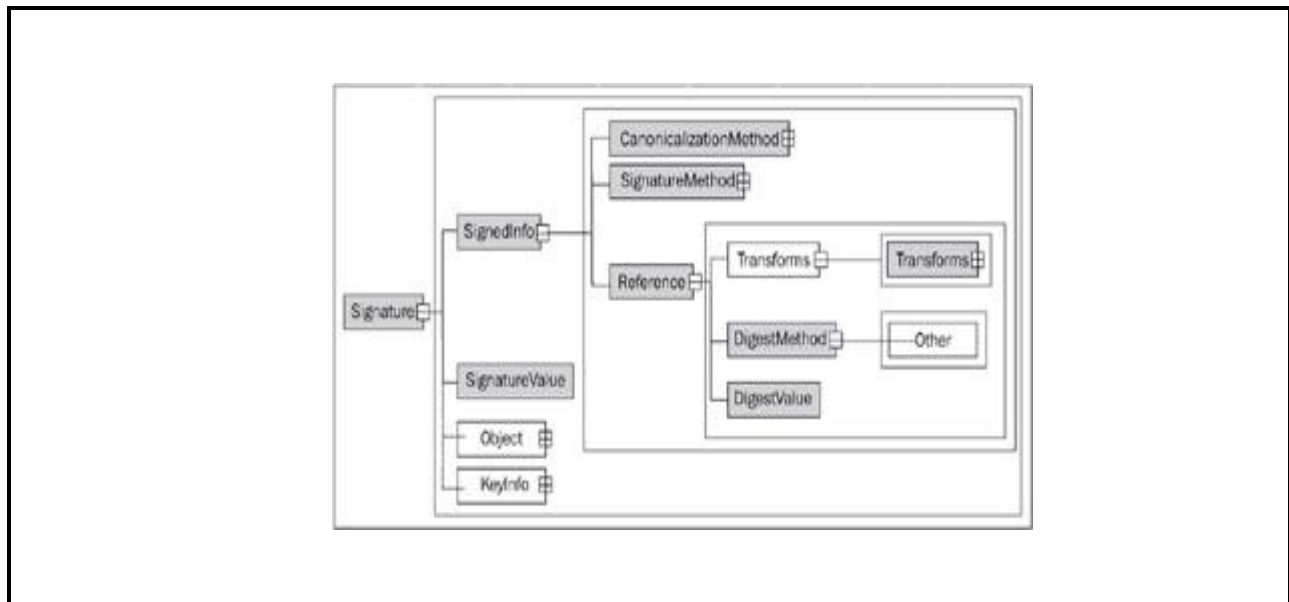 CanonicalizationMethod
SignatureMethod
SignedInfo
Transforms
Transforms
Reference
Signature
DigestMethod
Other
SignatureValue
DigestValue
Object
KeyInfo